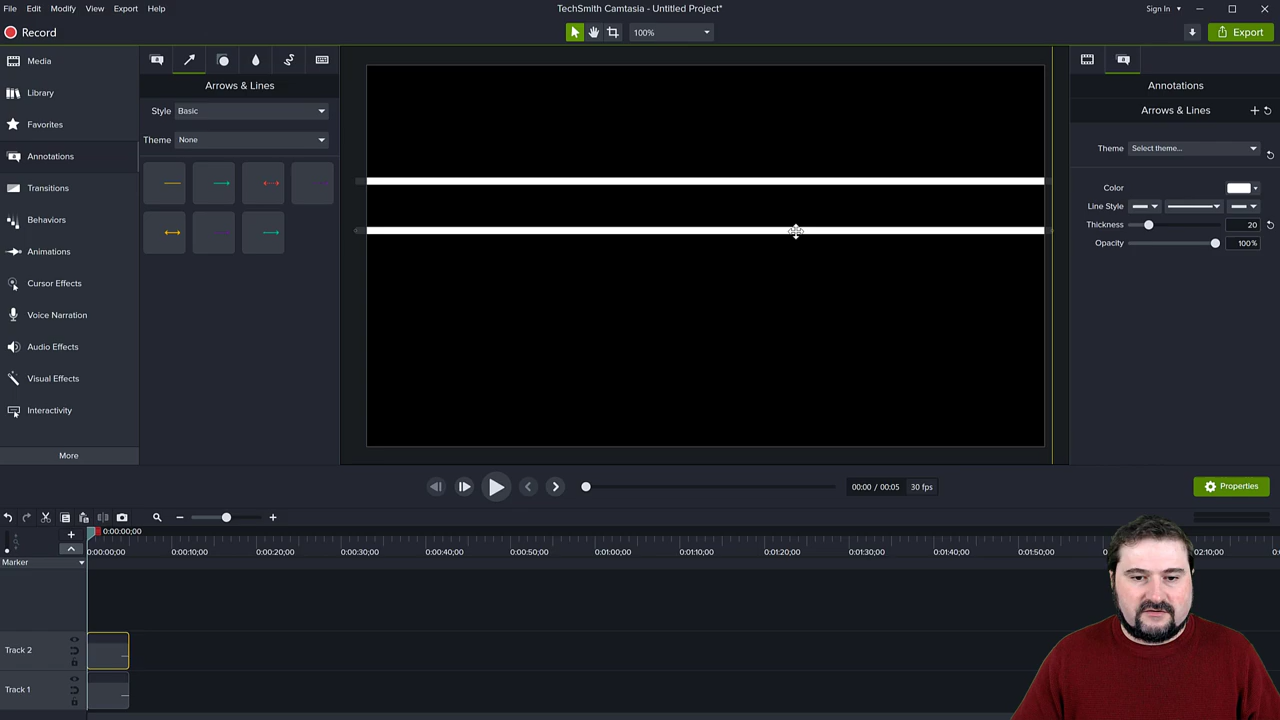 File Edit Modify View Export Help
TechSmith Camtasia - Untitled Project*
Sign In
Record
100%
Export
Media
Library
Favorites
Annotations
Transitions
Behaviors
Animations
Cursor Effects
Voice Narration
Audio Effects
Visual Effects
Interactivity
More
Arrows & Lines
Style Basic
Theme None
Annotations
Arrows & Lines
Theme Select theme...
Color
Line Style
Thickness 20
Opacity 100%
00:00 / 00:05 30 fps
Properties
0:00:00;00
0:00:00;00 0:00:10;00 0:00:20;00 0:00:30;00 0:00:40;00 0:00:50;00 0:01:00;00 0:01:10;00 0:01:20;00 0:01:30;00 0:01:40;00 0:01:50;00
Marker
Track 2
Track 1